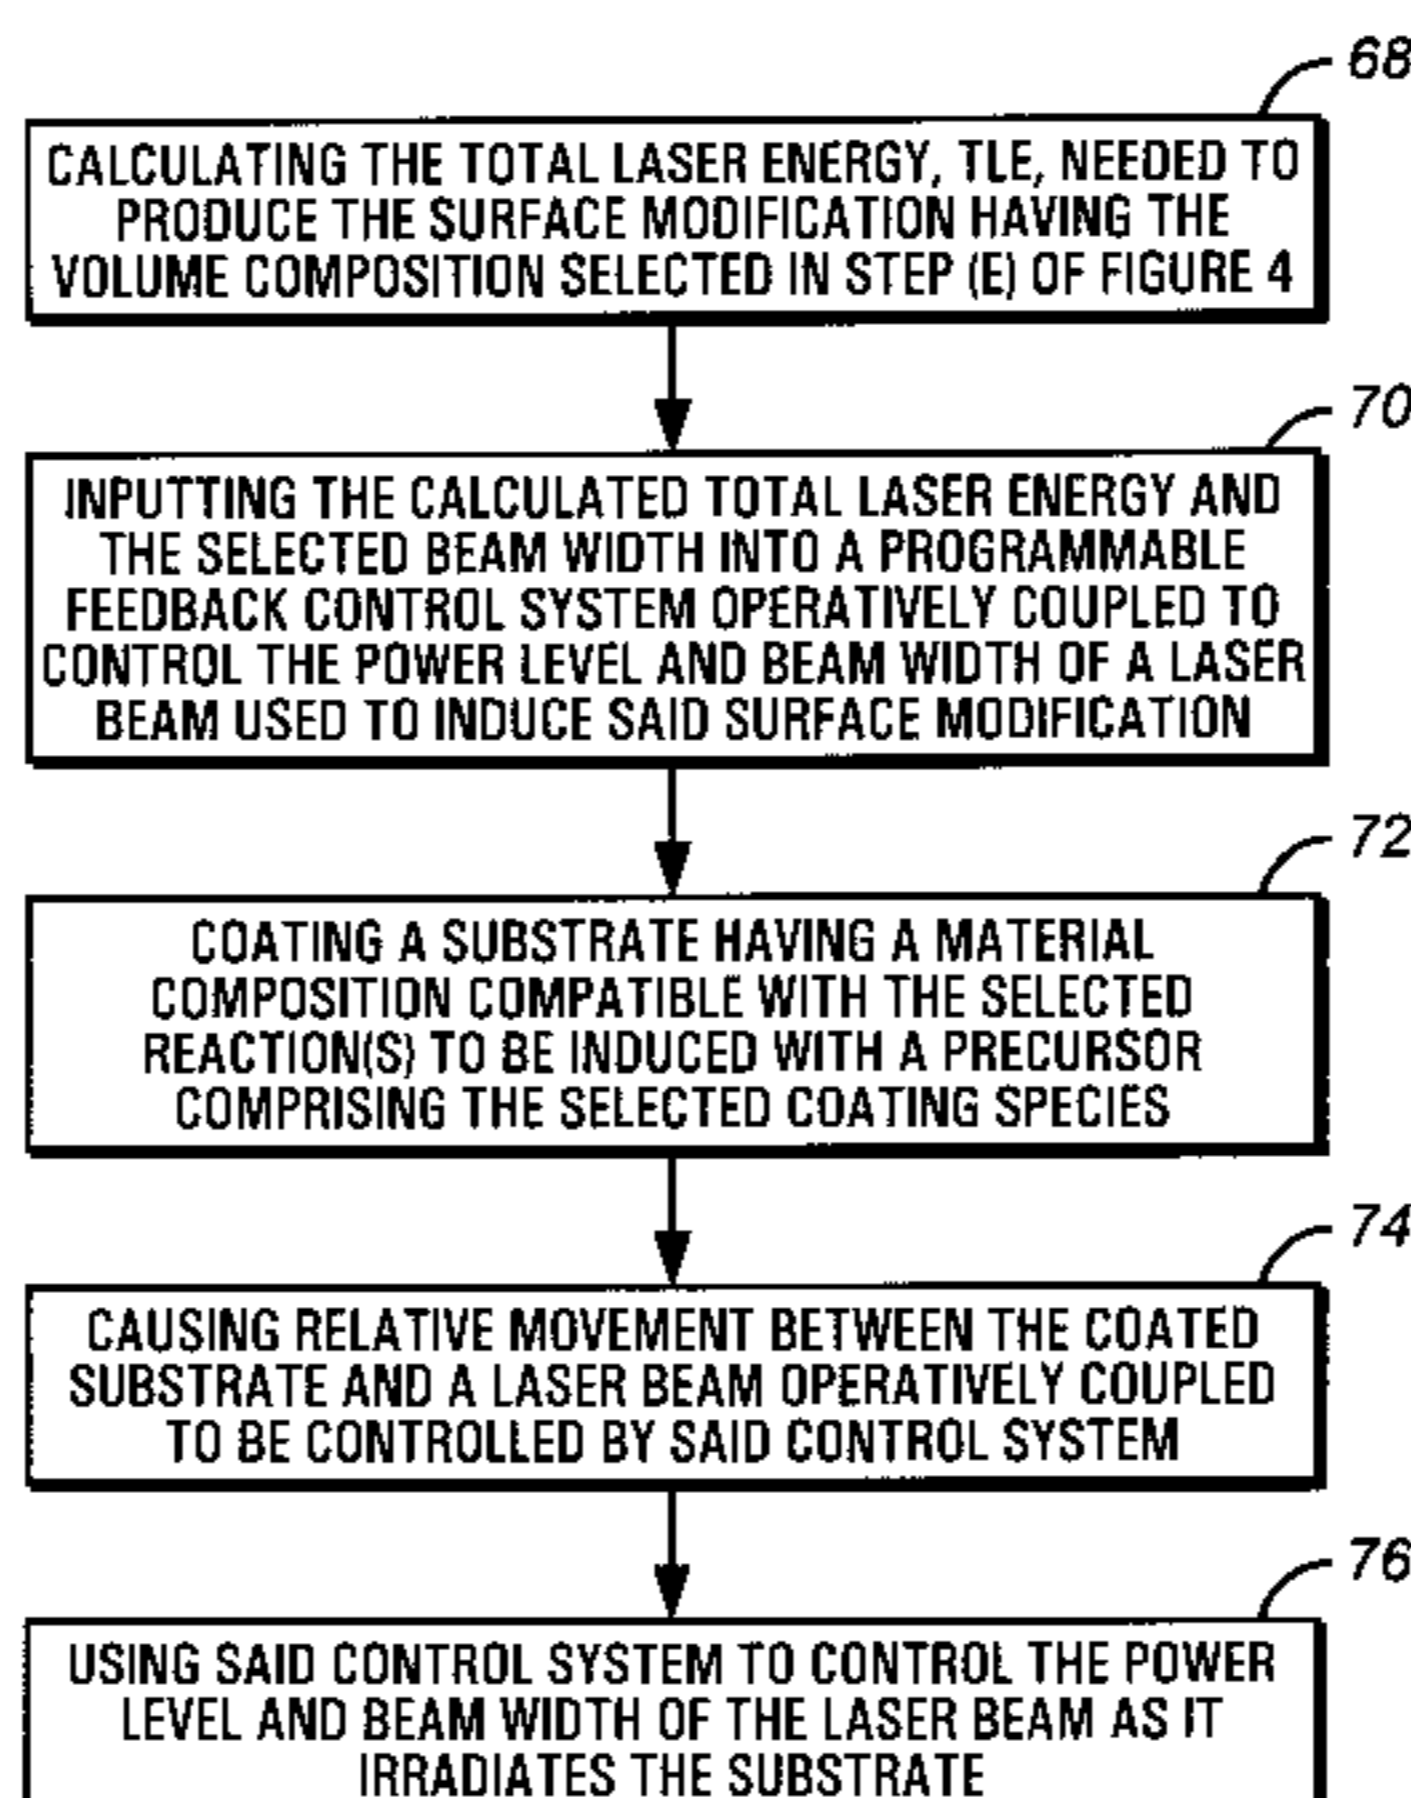 68
CALCULATING THE TOTAL LASER ENERGY, TLE, NEEDED TO
PRODUCE THE SURFACE MODIFICATION HAVING THE
VOLUME COMPOSITION SELECTED IN STEP (E) OF FIGURE 4
70
INPUTTING THE CALCULATED TOTAL LASER ENERGY AND
THE SELECTED BEAM WIDTH INTO A PROGRAMMABLE
FEEDBACK CONTROL SYSTEM OPERATIVELY COUPLED TO
CONTROL THE POWER LEVEL AND BEAM WIDTH OF A LASER
BEAM USED TO INDUCE SAID SURFACE MODIFICATION
72
COATING A SUBSTRATE HAVING A MATERIAL
COMPOSITION COMPATIBLE WITH THE SELECTED
REACTION(S) TO BE INDUCED WITH A PRECURSOR
COMPRISING THE SELECTED COATING SPECIES
74
CAUSING RELATIVE MOVEMENT BETWEEN THE COATED
SUBSTRATE AND A LASER BEAM OPERATIVELY COUPLED
TO BE CONTROLLED BY SAID CONTROL SYSTEM
76
USING SAID CONTROL SYSTEM TO CONTROL THE POWER
LEVEL AND BEAM WIDTH OF THE LASER BEAM AS IT
IRRADIATES THE SUBSTRATE